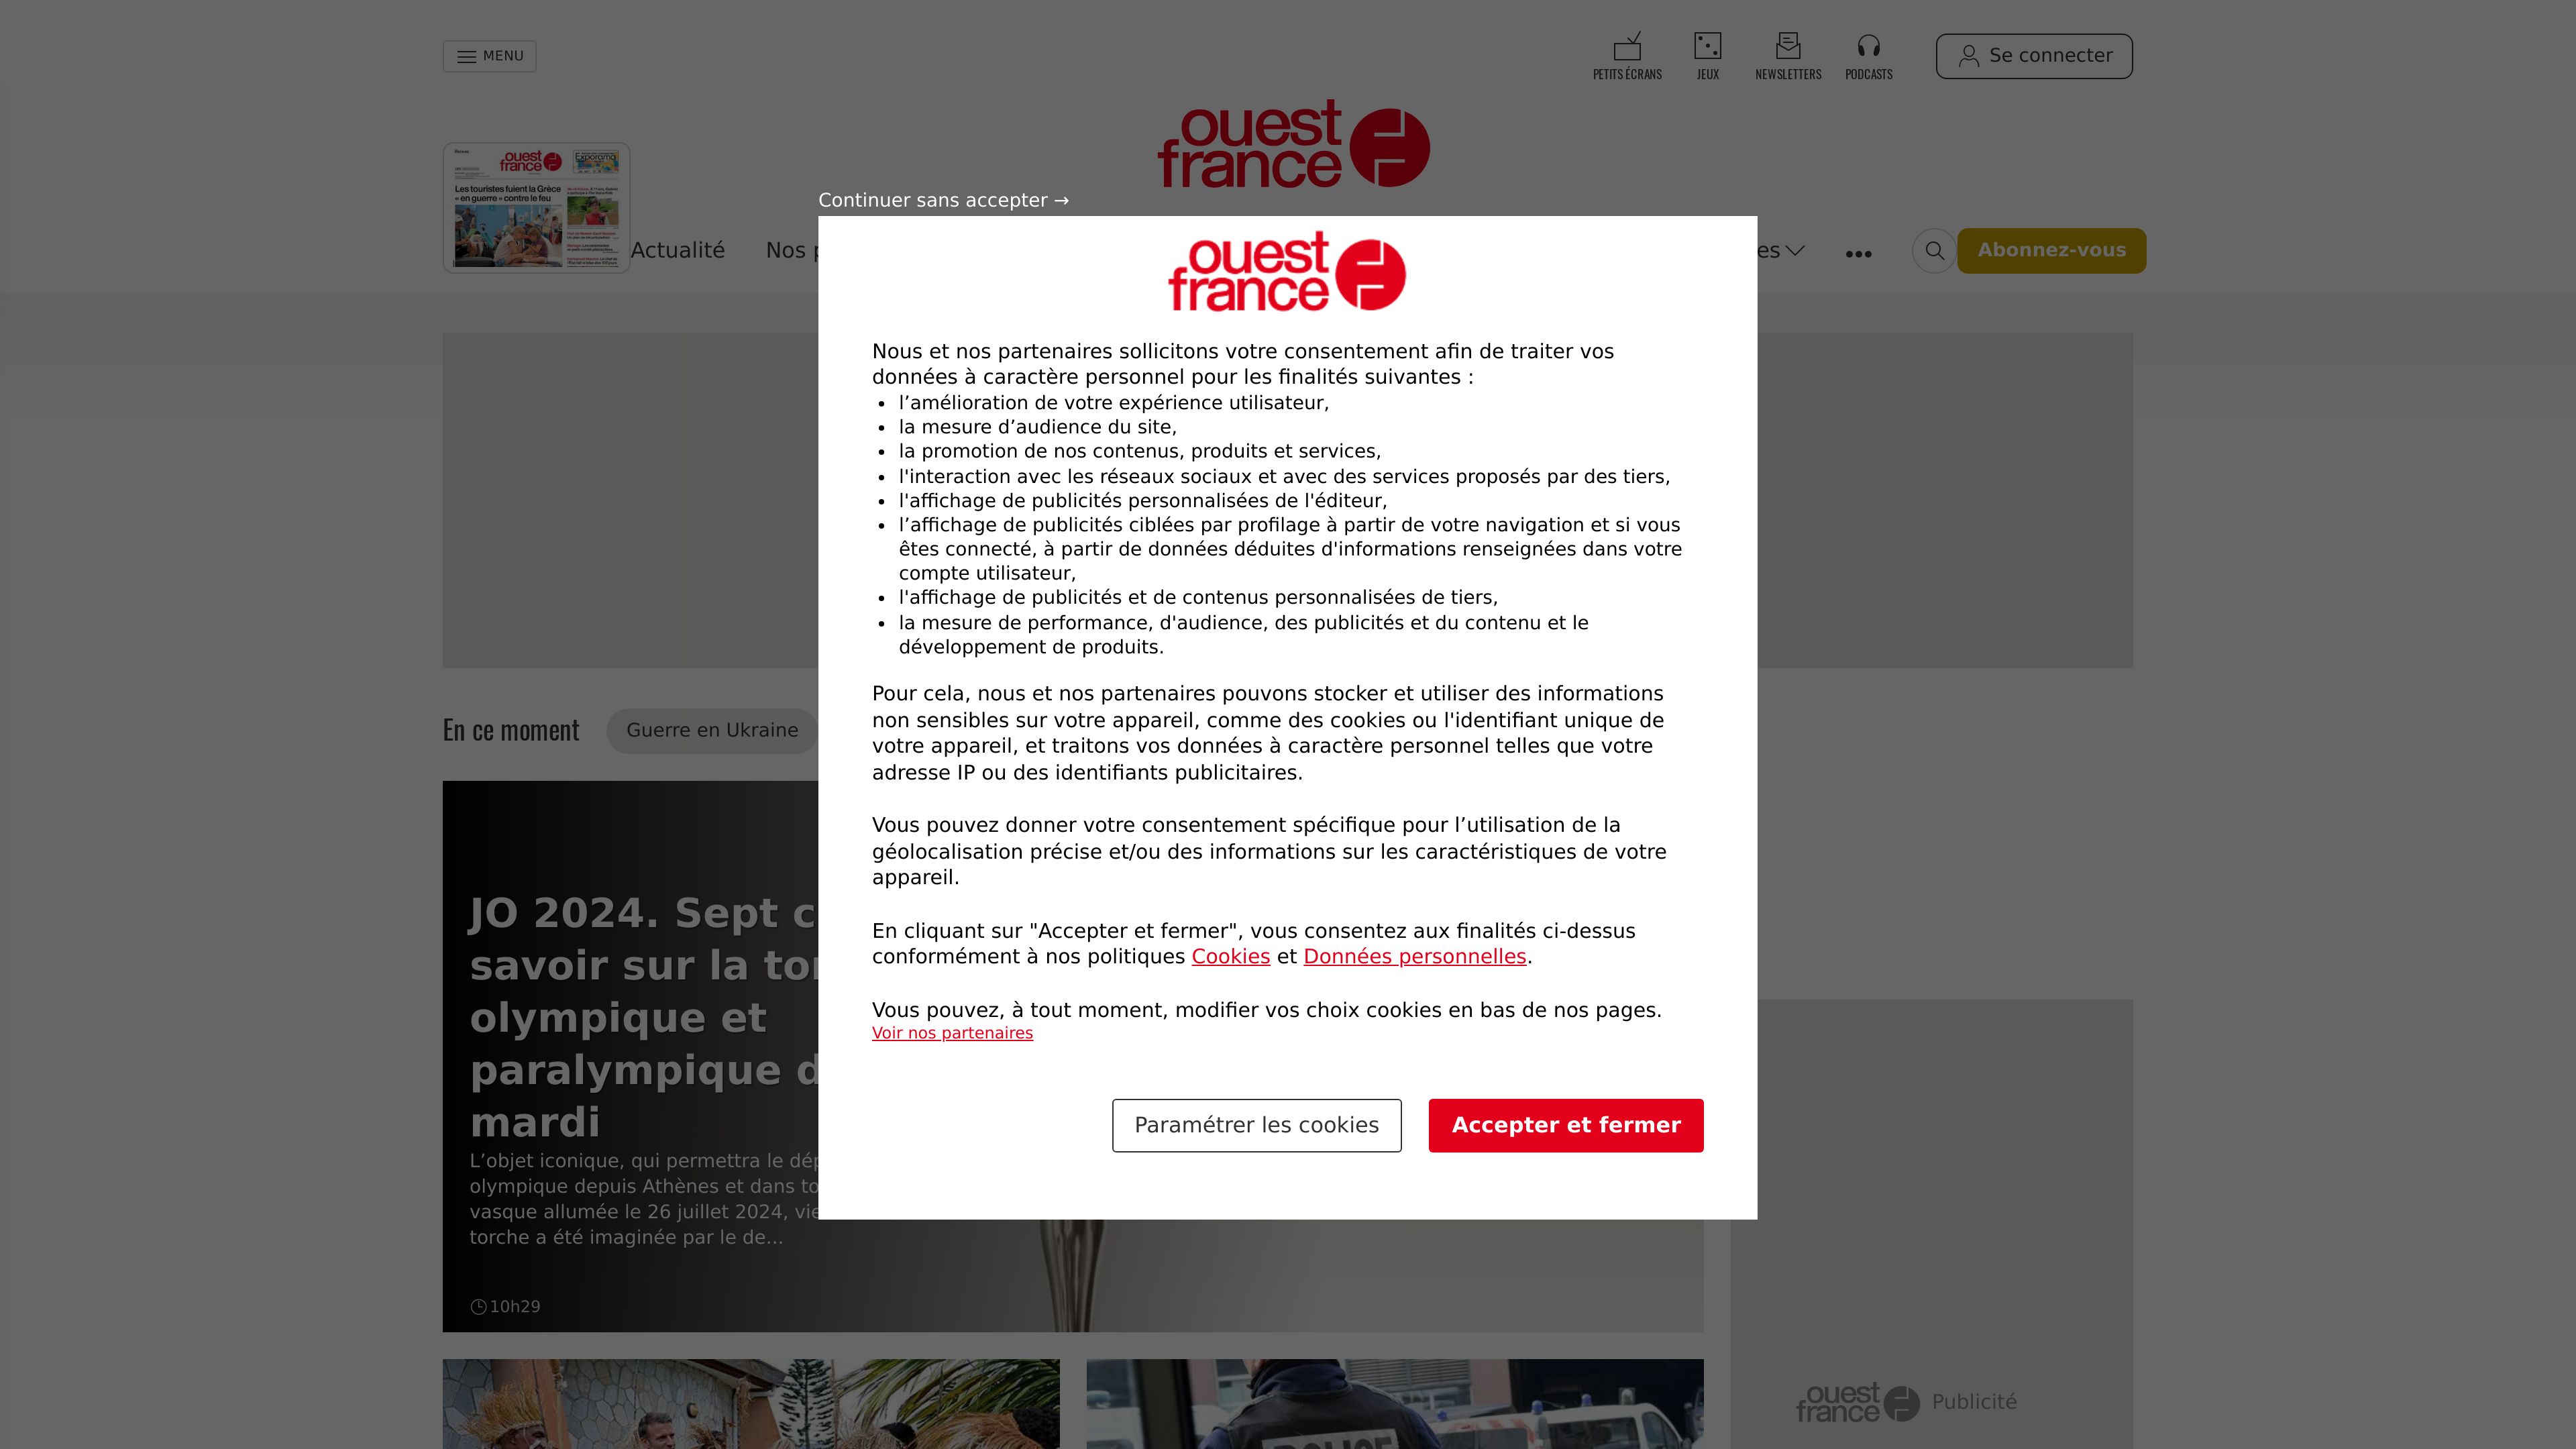 MENU
PETITS ÉCRANS
JEUX
NEWSLETTERS
PODCASTS
Se connecter
ouest
france
ouest
france
Les touristes fuient la Grèce
« en guerre » contre le feu
Continuer sans accepter →
Actualité
Nos p
es
•••
Abonnez-vous
ouest
france
Nous et nos partenaires sollicitons votre consentement afin de traiter vos
données à caractère personnel pour les finalités suivantes :
• l’amélioration de votre expérience utilisateur,
• la mesure d’audience du site,
• la promotion de nos contenus, produits et services,
• l'interaction avec les réseaux sociaux et avec des services proposés par des tiers,
• l'affichage de publicités personnalisées de l'éditeur,
• l’affichage de publicités ciblées par profilage à partir de votre navigation et si vous
êtes connecté, à partir de données déduites d'informations renseignées dans votre
compte utilisateur,
• l'affichage de publicités et de contenus personnalisées de tiers,
• la mesure de performance, d'audience, des publicités et du contenu et le
développement de produits.
Pour cela, nous et nos partenaires pouvons stocker et utiliser des informations
non sensibles sur votre appareil, comme des cookies ou l'identifiant unique de
votre appareil, et traitons vos données à caractère personnel telles que votre
adresse IP ou des identifiants publicitaires.
Vous pouvez donner votre consentement spécifique pour l’utilisation de la
géolocalisation précise et/ou des informations sur les caractéristiques de votre
appareil.
En cliquant sur "Accepter et fermer", vous consentez aux finalités ci-dessus
conformément à nos politiques Cookies et Données personnelles.
Vous pouvez, à tout moment, modifier vos choix cookies en bas de nos pages.
Voir nos partenaires
Paramétrer les cookies
Accepter et fermer
En ce moment
Guerre en Ukraine
JO 2024. Sept c
savoir sur la to
olympique et
paralympique d
mardi
L’objet iconique, qui permettra le dép
olympique depuis Athènes et dans to
vasque allumée le 26 juillet 2024, vie
torche a été imaginée par le de...
10h29
POLICE
ouest
france
Publicité